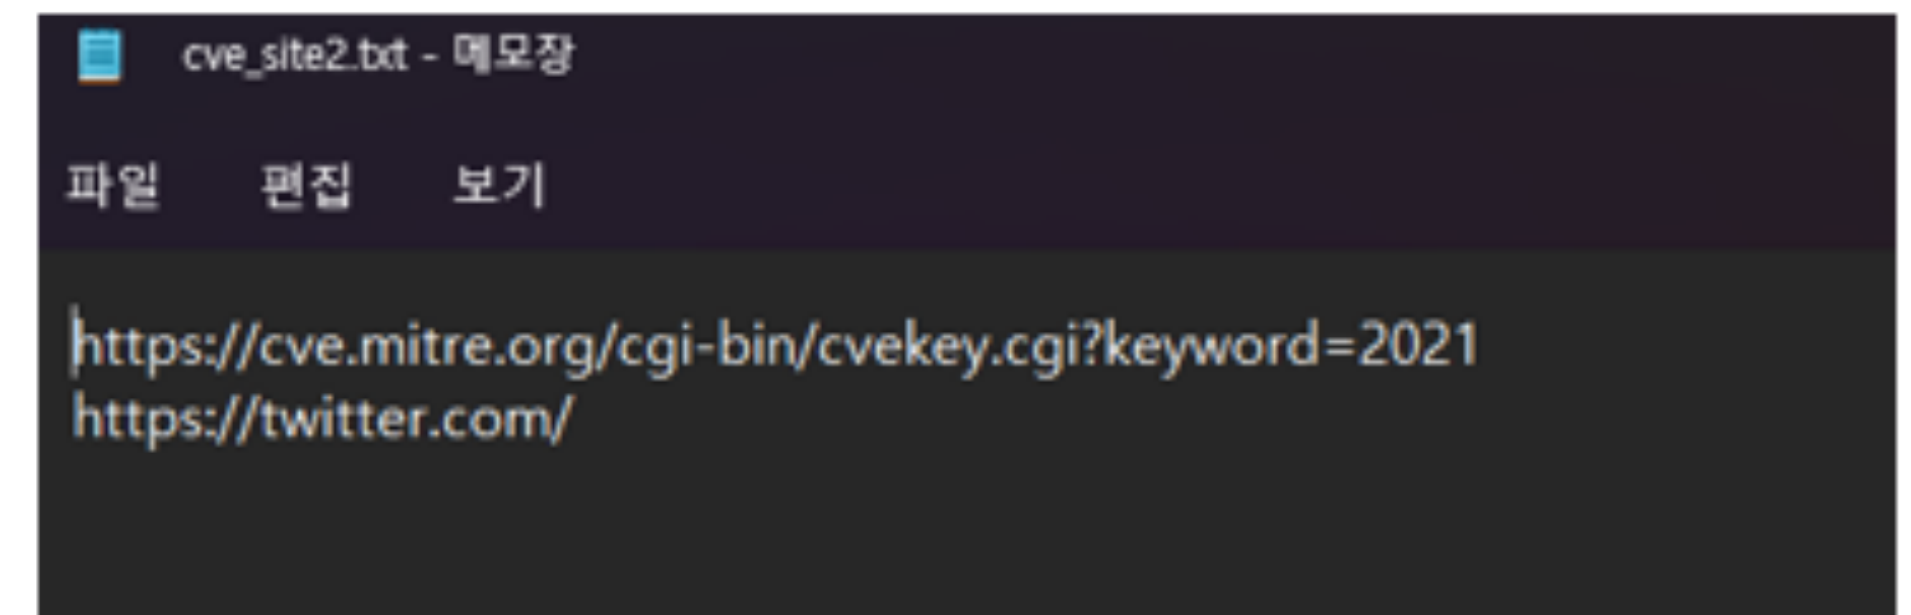 cve_site2.txt - 메모장
파일 편집 보기
https://cve.mitre.org/cgi-bin/cvekey.cgi?keyword=2021
https://twitter.com/